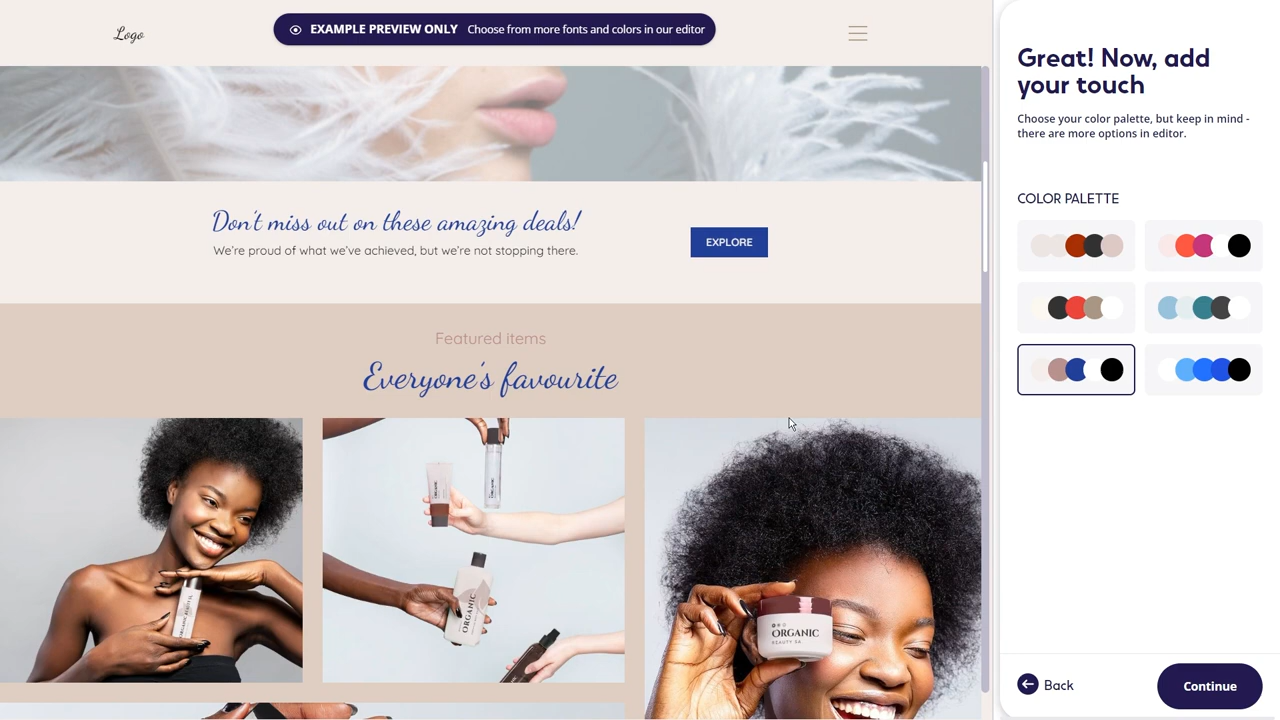 Logo
EXAMPLE PREVIEW ONLY Choose from more fonts and colors in our editor
Don't miss out on these amazing deals!
We're proud of what we've achieved, but we're not stopping there.
EXPLORE
Featured items
Everyone's favourite
ORGANIC
ORGANIC
BEAUTY SA
Great! Now, add
your touch
Choose your color palette, but keep in mind -
there are more options in editor.
COLOR PALETTE
Back
Continue